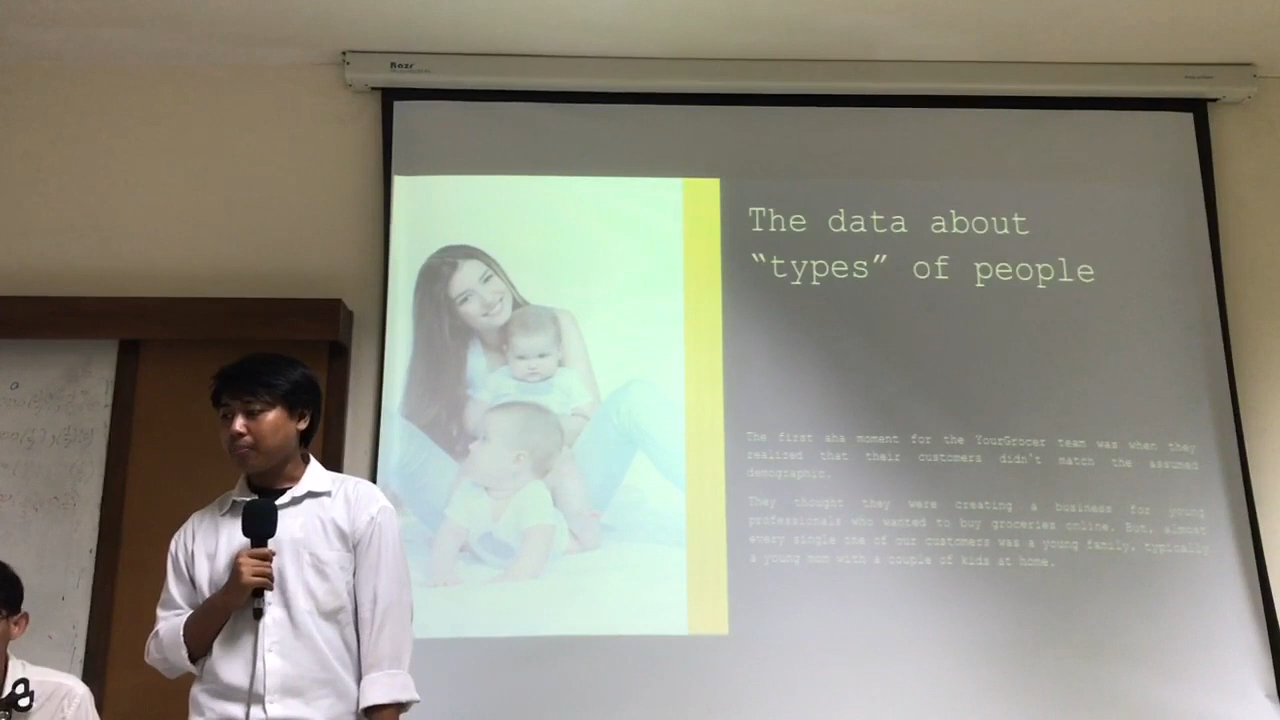 Razr
The data about
“types” of people
The first aha moment for the YourGrocer team was when they
realized that their customers didn't match the assumed
demographic.
They thought they were creating a business for young
professionals who wanted to buy groceries online. But, almost
every single one of our customers was a young family, typically
a young mom with a couple of kids at home.